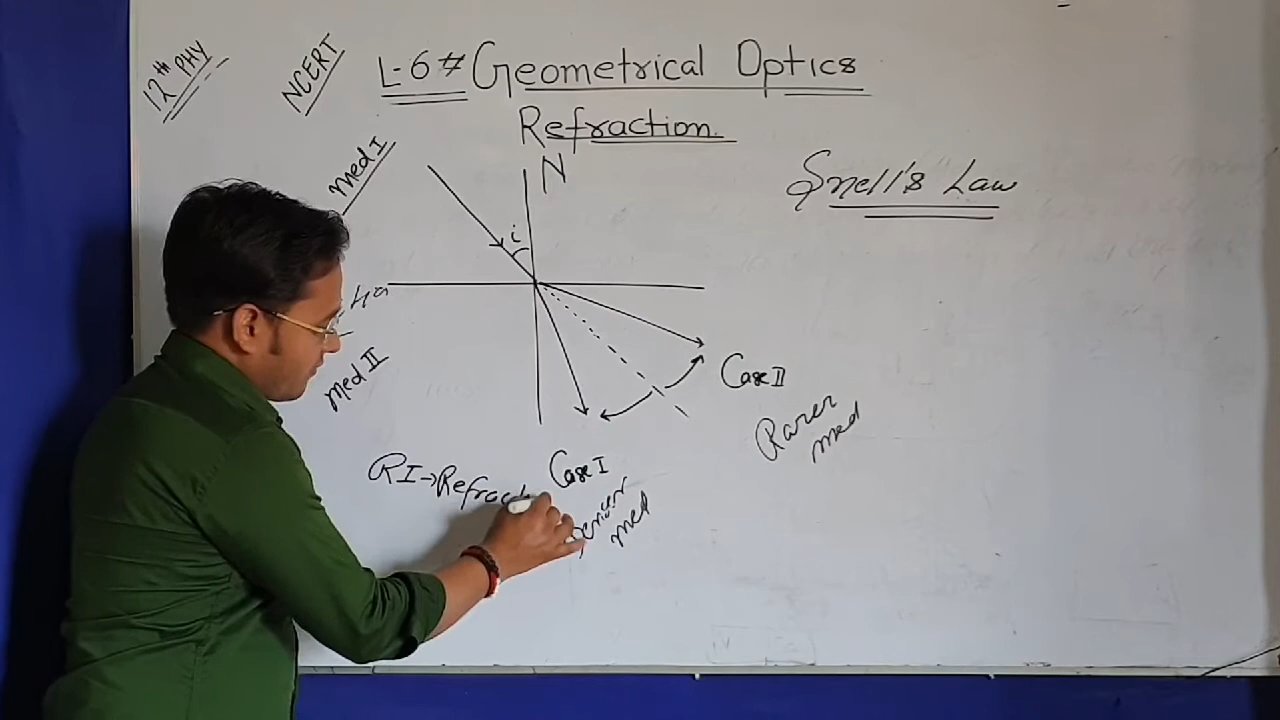 12th PHY
NCERT
L-6 # Geometrical Optics
Refraction.
Med I
N
Snell's Law
i
Med II
Case II
Rarer
med
Case I
RI→Refract
med